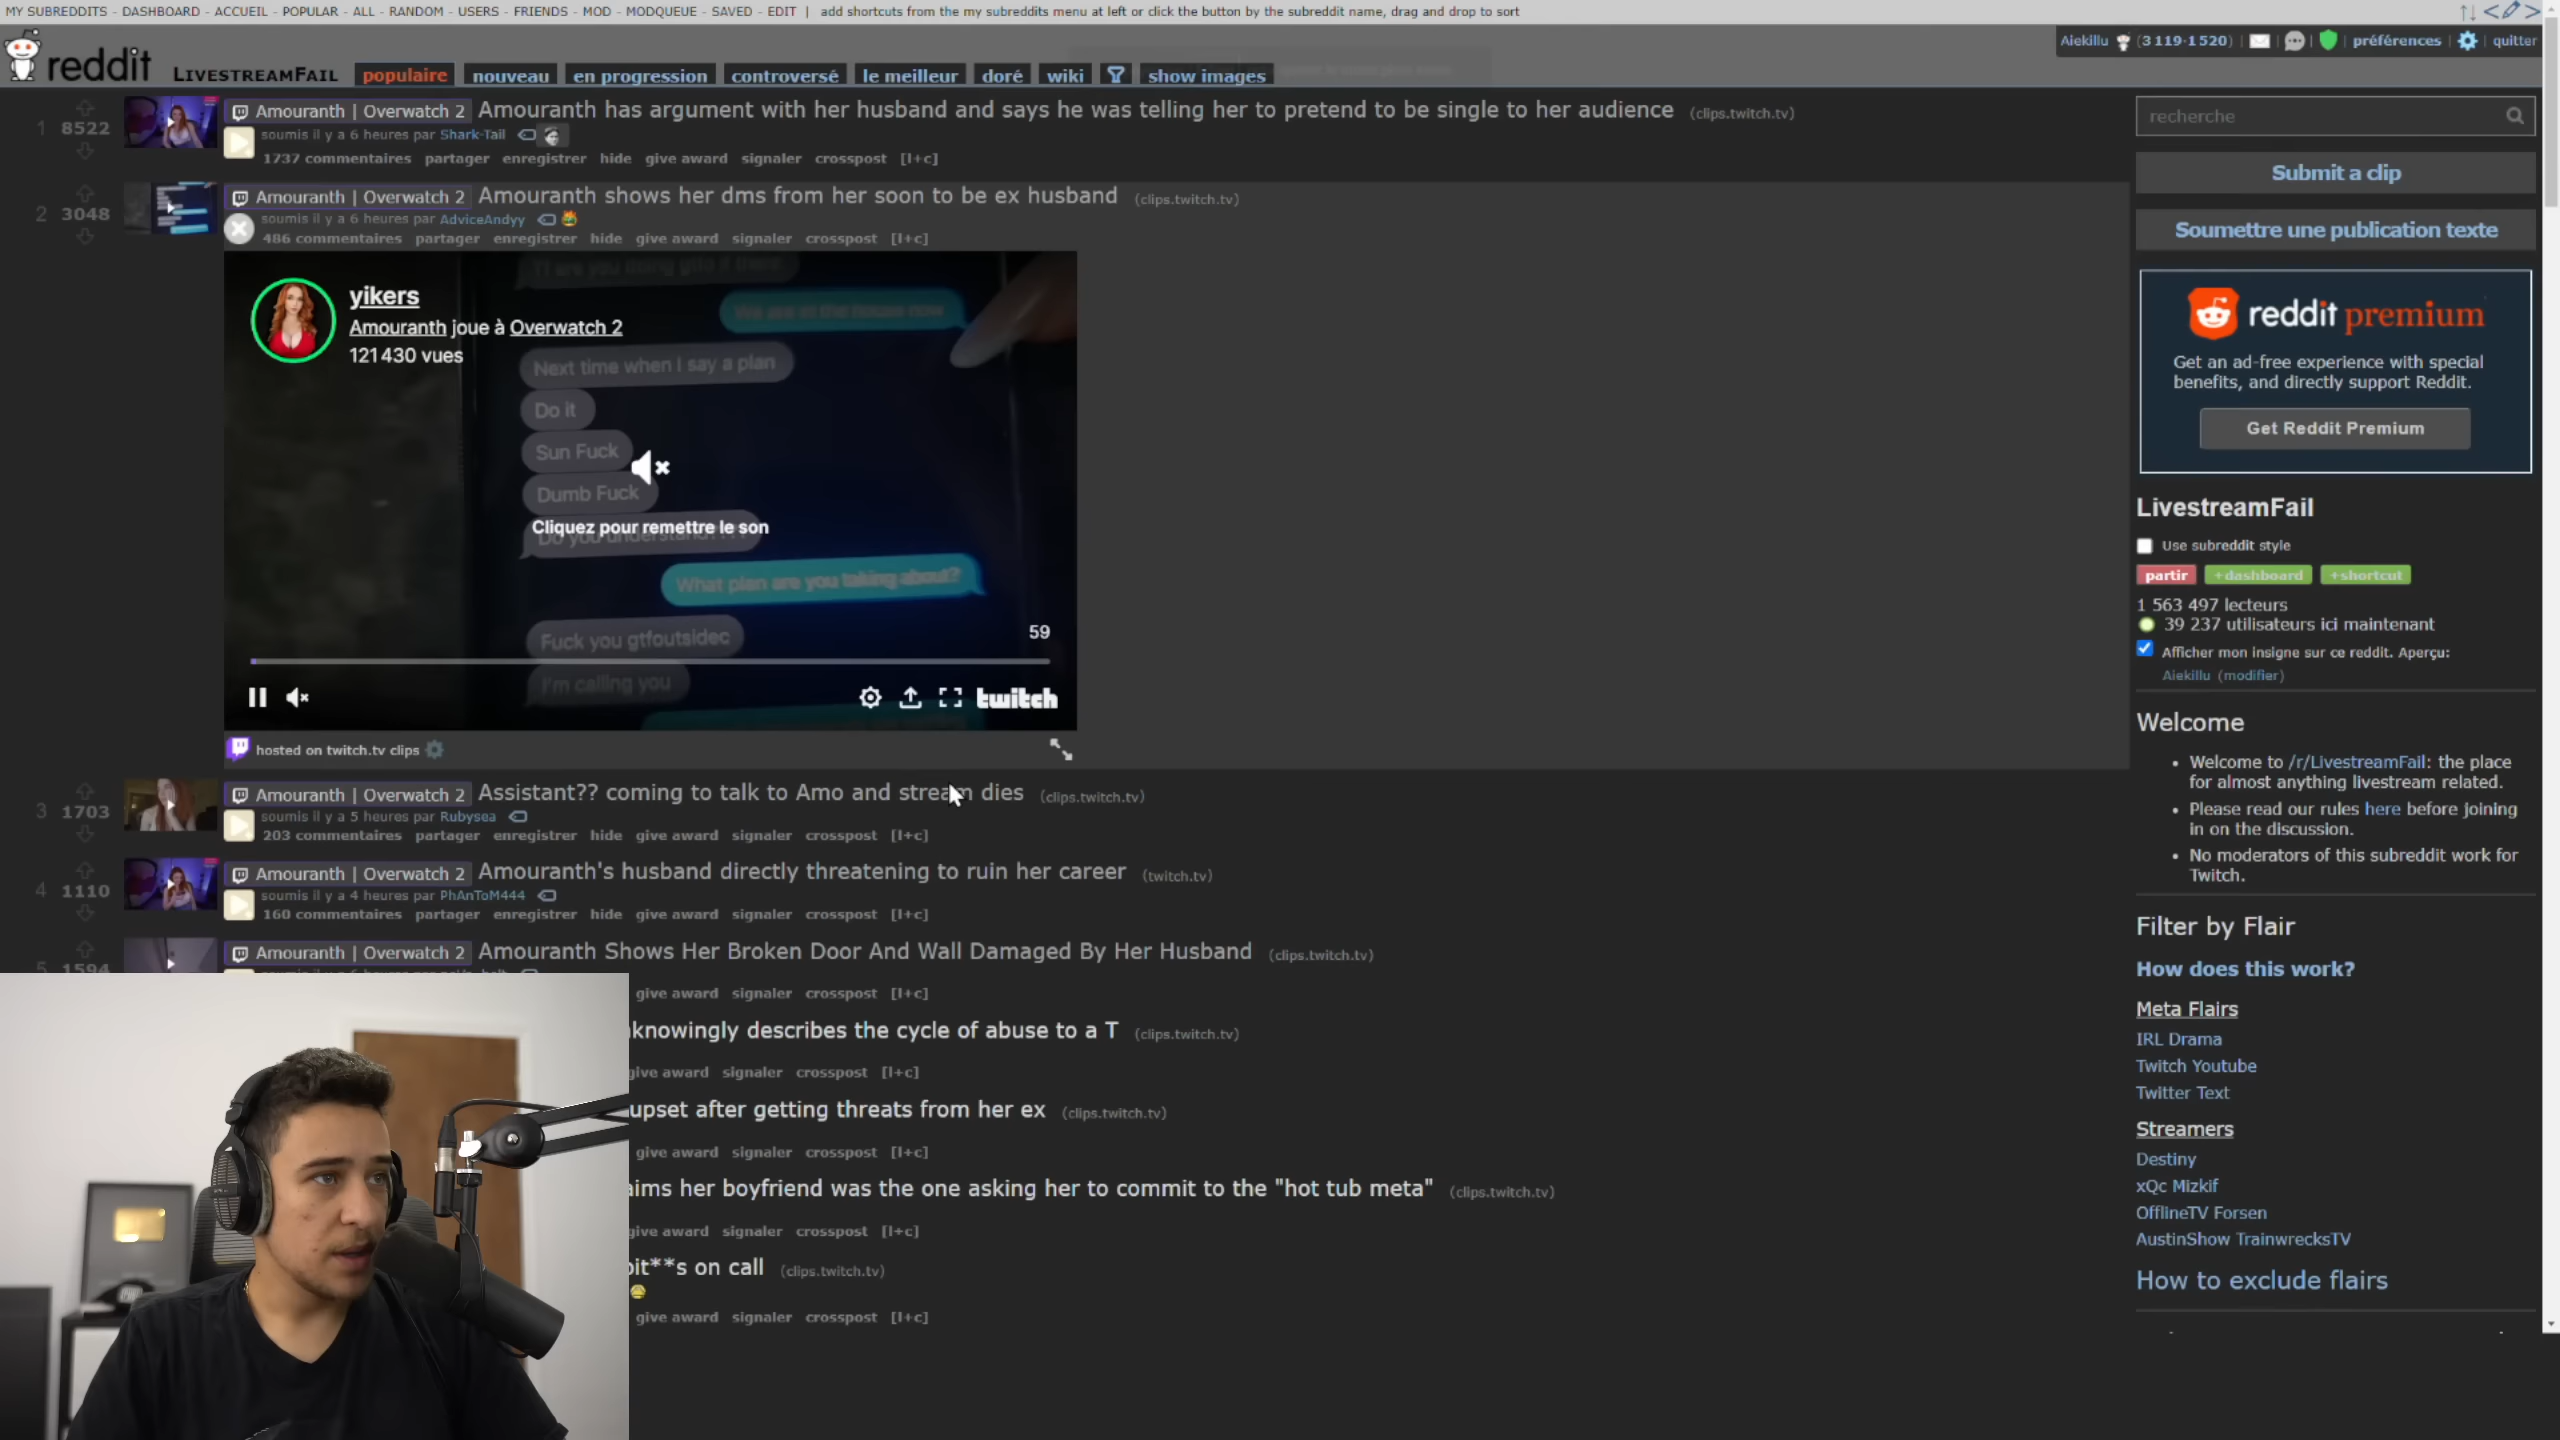 MY SUBREDDITS - DASHBOARD - ACCUEIL - POPULAR - ALL - RANDOM - USERS - FRIENDS - MOD - MODQUEUE - SAVED - EDIT | add shortcuts from the my subreddits menu at left or click the button by the subreddit name, drag and drop to sort
reddit LIVESTREAMFAIL populaire nouveau en progression controversé le meilleur doré wiki show images
Aiekillu (3 119·1 520) | préférences | quitter
1 8522
Amouranth | Overwatch 2 Amouranth has argument with her husband and says he was telling her to pretend to be single to her audience (clips.twitch.tv)
soumis il y a 6 heures par Shark-Tail
1737 commentaires partager enregistrer hide give award signaler crosspost [l+c]
2 3048
Amouranth | Overwatch 2 Amouranth shows her dms from her soon to be ex husband (clips.twitch.tv)
soumis il y a 6 heures par AdviceAndyy
486 commentaires partager enregistrer hide give award signaler crosspost [l+c]
yikers
Amouranth joue à Overwatch 2
121 430 vues
We are at the house now
Next time when I say a plan
Do it
Sun Fuck
Dumb Fuck
Cliquez pour remettre le son
Do you understand????
What plan are you taking about?
Fuck you gtfoutsidec
I'm calling you
59
twitch
hosted on twitch.tv clips
3 1703
Amouranth | Overwatch 2 Assistant?? coming to talk to Amo and stream dies (clips.twitch.tv)
soumis il y a 5 heures par Rubysea
203 commentaires partager enregistrer hide give award signaler crosspost [l+c]
4 1110
Amouranth | Overwatch 2 Amouranth's husband directly threatening to ruin her career (twitch.tv)
soumis il y a 4 heures par PhAnToM444
160 commentaires partager enregistrer hide give award signaler crosspost [l+c]
5 1594
Amouranth | Overwatch 2 Amouranth Shows Her Broken Door And Wall Damaged By Her Husband (clips.twitch.tv)
give award signaler crosspost [l+c]
knowingly describes the cycle of abuse to a T (clips.twitch.tv)
give award signaler crosspost [l+c]
upset after getting threats from her ex (clips.twitch.tv)
give award signaler crosspost [l+c]
aims her boyfriend was the one asking her to commit to the "hot tub meta" (clips.twitch.tv)
give award signaler crosspost [l+c]
bit**s on call (clips.twitch.tv)
give award signaler crosspost [l+c]
recherche
Submit a clip
Soumettre une publication texte
reddit premium
Get an ad-free experience with special
benefits, and directly support Reddit.
Get Reddit Premium
LivestreamFail
Use subreddit style
partir +dashboard +shortcut
1 563 497 lecteurs
39 237 utilisateurs ici maintenant
Afficher mon insigne sur ce reddit. Aperçu:
Aiekillu (modifier)
Welcome
• Welcome to /r/LivestreamFail: the place
for almost anything livestream related.
• Please read our rules here before joining
in on the discussion.
• No moderators of this subreddit work for
Twitch.
Filter by Flair
How does this work?
Meta Flairs
IRL Drama
Twitch Youtube
Twitter Text
Streamers
Destiny
xQc Mizkif
OfflineTV Forsen
AustinShow TrainwrecksTV
How to exclude flairs